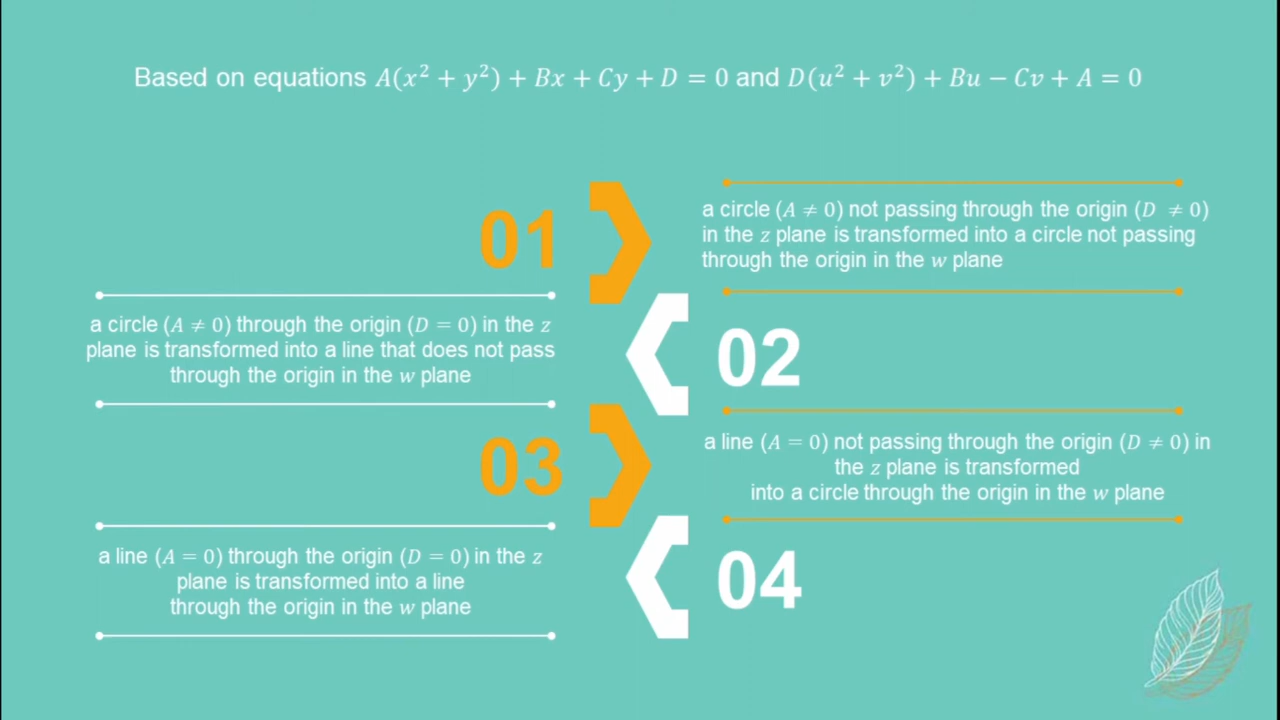 Based on equations A(x² + y²) + Bx + Cy + D = 0 and D(u² + v²) + Bu − Cv + A = 0
01
a circle (A ≠ 0) not passing through the origin (D ≠ 0)
in the z plane is transformed into a circle not passing
through the origin in the w plane
a circle (A ≠ 0) through the origin (D = 0) in the z
plane is transformed into a line that does not pass
through the origin in the w plane
02
03
a line (A = 0) not passing through the origin (D ≠ 0) in
the z plane is transformed
into a circle through the origin in the w plane
a line (A = 0) through the origin (D = 0) in the z
plane is transformed into a line
through the origin in the w plane
04